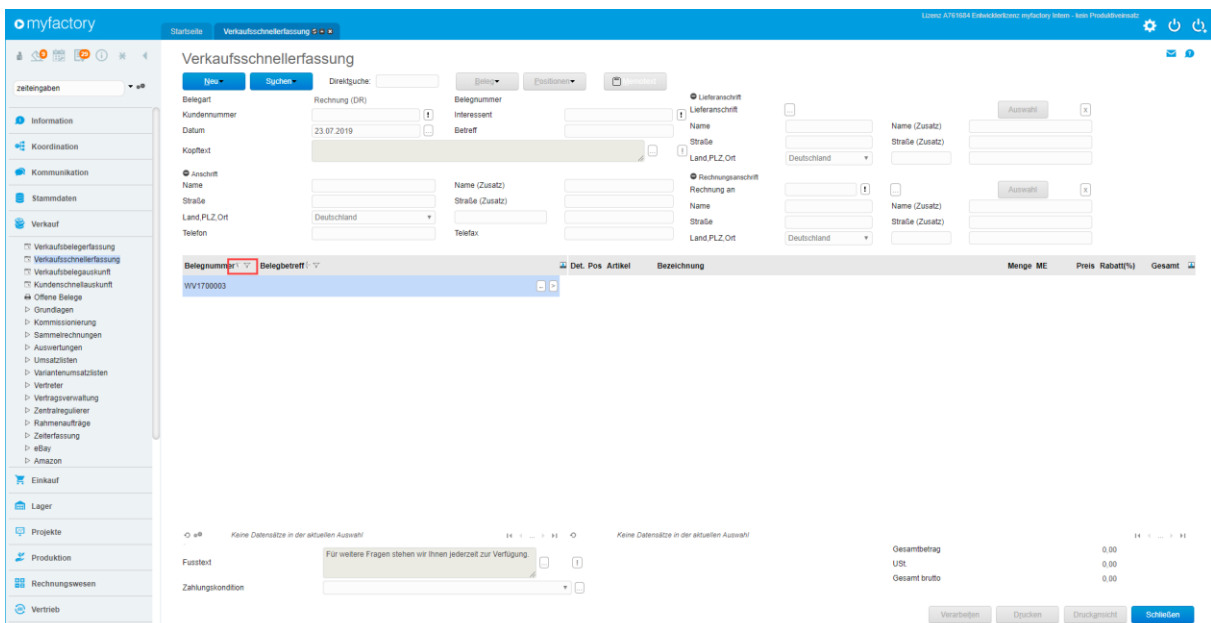 myfactory
Lizenz A761684 Entwicklerlizenz myfactory Intern - kein Produktiveinsatz
Startseite Verkaufsschnellerfassung
Verkaufsschnellerfassung
Neu Suchen Direktsuche: Beleg Positionen
zeiteingaben
Information
Koordination
Kommunikation
Stammdaten
Verkauf
Verkaufsbelegerfassung
Verkaufsschnellerfassung
Verkaufsbelegauskunft
Kundenschnellauskunft
Offene Belege
Grundlagen
Kommissionierung
Sammelrechnungen
Auswertungen
Umsatzlisten
Variantenumsatzlisten
Vertreter
Vertragsverwaltung
Zentralregulierer
Rahmenaufträge
Zeiterfassung
eBay
Amazon
Einkauf
Lager
Projekte
Produktion
Rechnungswesen
Vertrieb
Belegart Rechnung (DR) Belegnummer
Kundennummer ! Interessent !
Datum 23.07.2019 ... Betreff
Kopftext ... !
Anschrift
Name Name (Zusatz)
Straße Straße (Zusatz)
Land,PLZ,Ort Deutschland
Telefon Telefax
Lieferanschrift
Lieferanschrift ... Auswahl x
Name Name (Zusatz)
Straße Straße (Zusatz)
Land,PLZ,Ort Deutschland
Rechnungsanschrift
Rechnung an ! ... Auswahl x
Name Name (Zusatz)
Straße Straße (Zusatz)
Land,PLZ,Ort Deutschland
Belegnummer Belegbetreff Det. Pos Artikel Bezeichnung Menge ME Preis Rabatt(%) Gesamt
WV1700003 ... >
Keine Datensätze in der aktuellen Auswahl ... Keine Datensätze in der aktuellen Auswahl ...
Fusstext Für weitere Fragen stehen wir Ihnen jederzeit zur Verfügung. ... !
Zahlungskondition ...
Gesamtbetrag 0,00
USt. 0,00
Gesamt brutto 0,00
Verarbeiten Drucken Druckansicht Schließen